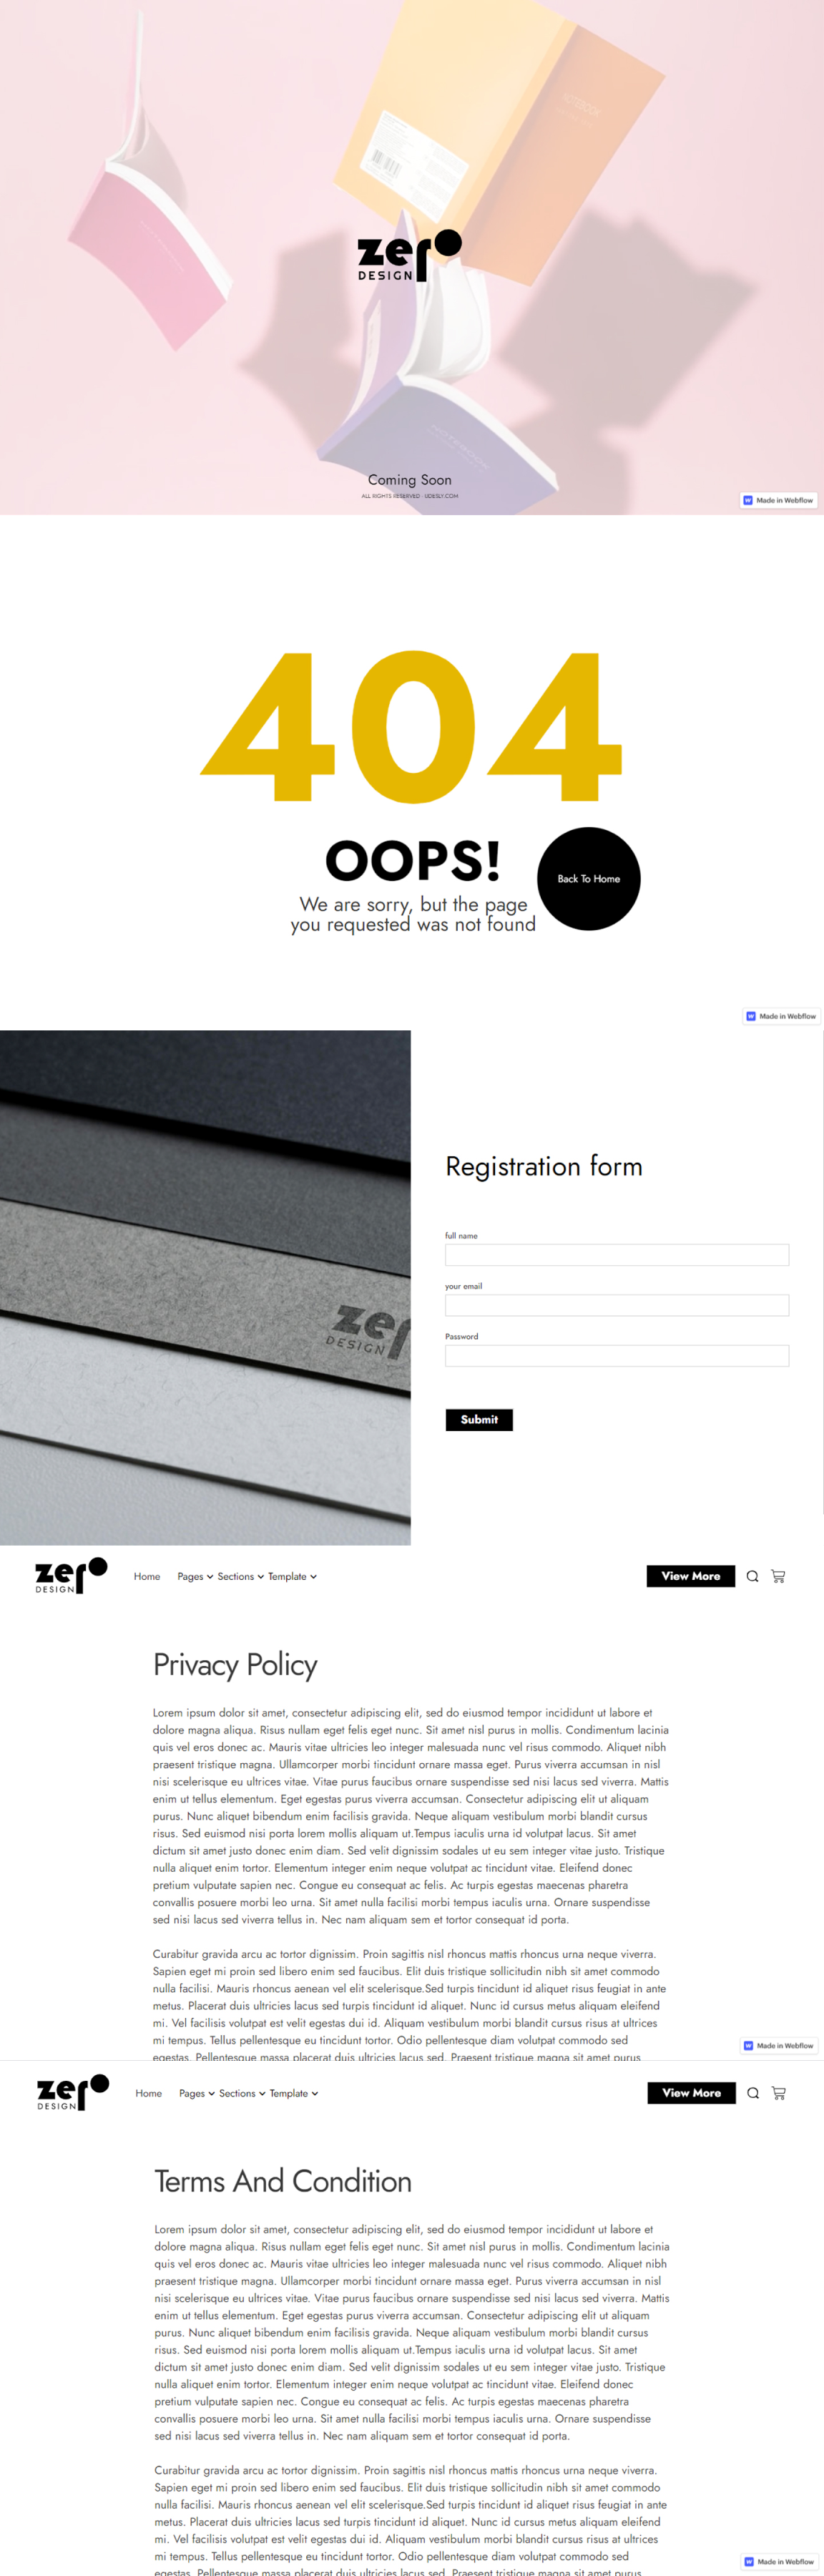 NOTEBOOK
zero
DESIGN
NOTEBOOK
Coming Soon
ALL RIGHTS RESERVED - UDESLY.COM
Made in Webflow
404
OOPS!
We are sorry, but the page
you requested was not found
Back To Home
Made in Webflow
Registration form
full name
your email
Password
Submit
zer
DESIGN
zero
DESIGN
Home Pages Sections Template View More
Privacy Policy
Lorem ipsum dolor sit amet, consectetur adipiscing elit, sed do eiusmod tempor incididunt ut labore et
dolore magna aliqua. Risus nullam eget felis eget nunc. Sit amet nisl purus in mollis. Condimentum lacinia
quis vel eros donec ac. Mauris vitae ultricies leo integer malesuada nunc vel risus commodo. Aliquet nibh
praesent tristique magna. Ullamcorper morbi tincidunt ornare massa eget. Purus viverra accumsan in nisl
nisi scelerisque eu ultrices vitae. Vitae purus faucibus ornare suspendisse sed nisi lacus sed viverra. Mattis
enim ut tellus elementum. Eget egestas purus viverra accumsan. Consectetur adipiscing elit ut aliquam
purus. Nunc aliquet bibendum enim facilisis gravida. Neque aliquam vestibulum morbi blandit cursus
risus. Sed euismod nisi porta lorem mollis aliquam ut.Tempus iaculis urna id volutpat lacus. Sit amet
dictum sit amet justo donec enim diam. Sed velit dignissim sodales ut eu sem integer vitae justo. Tristique
nulla aliquet enim tortor. Elementum integer enim neque volutpat ac tincidunt vitae. Eleifend donec
pretium vulputate sapien nec. Congue eu consequat ac felis. Ac turpis egestas maecenas pharetra
convallis posuere morbi leo urna. Sit amet nulla facilisi morbi tempus iaculis urna. Ornare suspendisse
sed nisi lacus sed viverra tellus in. Nec nam aliquam sem et tortor consequat id porta.
Curabitur gravida arcu ac tortor dignissim. Proin sagittis nisl rhoncus mattis rhoncus urna neque viverra.
Sapien eget mi proin sed libero enim sed faucibus. Elit duis tristique sollicitudin nibh sit amet commodo
nulla facilisi. Mauris rhoncus aenean vel elit scelerisque.Sed turpis tincidunt id aliquet risus feugiat in ante
metus. Placerat duis ultricies lacus sed turpis tincidunt id aliquet. Nunc id cursus metus aliquam eleifend
mi. Vel facilisis volutpat est velit egestas dui id. Aliquam vestibulum morbi blandit cursus risus at ultrices
mi tempus. Tellus pellentesque eu tincidunt tortor. Odio pellentesque diam volutpat commodo sed
egestas. Pellentesque massa placerat duis ultricies lacus sed. Praesent tristique magna sit amet purus
Made in Webflow
zero
DESIGN
Home Pages Sections Template View More
Terms And Condition
Lorem ipsum dolor sit amet, consectetur adipiscing elit, sed do eiusmod tempor incididunt ut labore et
dolore magna aliqua. Risus nullam eget felis eget nunc. Sit amet nisl purus in mollis. Condimentum lacinia
quis vel eros donec ac. Mauris vitae ultricies leo integer malesuada nunc vel risus commodo. Aliquet nibh
praesent tristique magna. Ullamcorper morbi tincidunt ornare massa eget. Purus viverra accumsan in nisl
nisi scelerisque eu ultrices vitae. Vitae purus faucibus ornare suspendisse sed nisi lacus sed viverra. Mattis
enim ut tellus elementum. Eget egestas purus viverra accumsan. Consectetur adipiscing elit ut aliquam
purus. Nunc aliquet bibendum enim facilisis gravida. Neque aliquam vestibulum morbi blandit cursus
risus. Sed euismod nisi porta lorem mollis aliquam ut.Tempus iaculis urna id volutpat lacus. Sit amet
dictum sit amet justo donec enim diam. Sed velit dignissim sodales ut eu sem integer vitae justo. Tristique
nulla aliquet enim tortor. Elementum integer enim neque volutpat ac tincidunt vitae. Eleifend donec
pretium vulputate sapien nec. Congue eu consequat ac felis. Ac turpis egestas maecenas pharetra
convallis posuere morbi leo urna. Sit amet nulla facilisi morbi tempus iaculis urna. Ornare suspendisse
sed nisi lacus sed viverra tellus in. Nec nam aliquam sem et tortor consequat id porta.
Curabitur gravida arcu ac tortor dignissim. Proin sagittis nisl rhoncus mattis rhoncus urna neque viverra.
Sapien eget mi proin sed libero enim sed faucibus. Elit duis tristique sollicitudin nibh sit amet commodo
nulla facilisi. Mauris rhoncus aenean vel elit scelerisque.Sed turpis tincidunt id aliquet risus feugiat in ante
metus. Placerat duis ultricies lacus sed turpis tincidunt id aliquet. Nunc id cursus metus aliquam eleifend
mi. Vel facilisis volutpat est velit egestas dui id. Aliquam vestibulum morbi blandit cursus risus at ultrices
mi tempus. Tellus pellentesque eu tincidunt tortor. Odio pellentesque diam volutpat commodo sed
egestas. Pellentesque massa placerat duis ultricies lacus sed. Praesent tristique magna sit amet purus
Made in Webflow